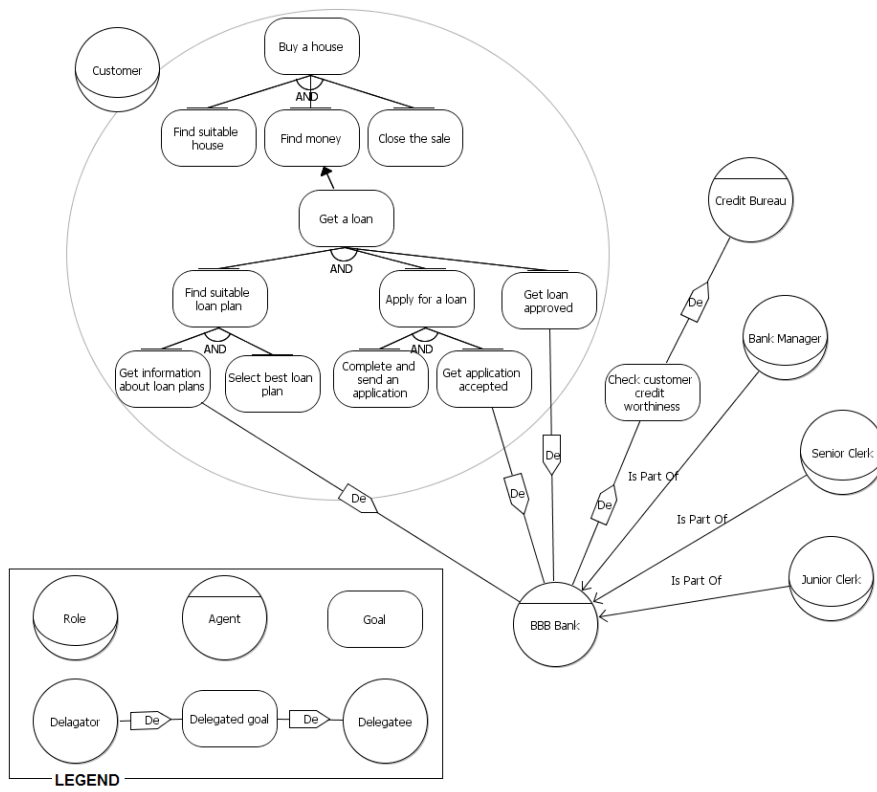 Buy a house
Customer
AND
Find suitable
house
Find money
Close the sale
Get a loan
Credit Bureau
AND
Find suitable
loan plan
Apply for a loan
Get loan
approved
De
Bank Manager
AND
AND
Get information
about loan plans
Select best loan
plan
Complete and
send an
application
Get application
accepted
Check customer
credit
worthiness
Senior Clerk
De
Is Part Of
De
De
De
Is Part Of
Is Part Of
Junior Clerk
BBB Bank
Role
Agent
Goal
Delagator
De
Delegated goal
De
Delegatee
LEGEND